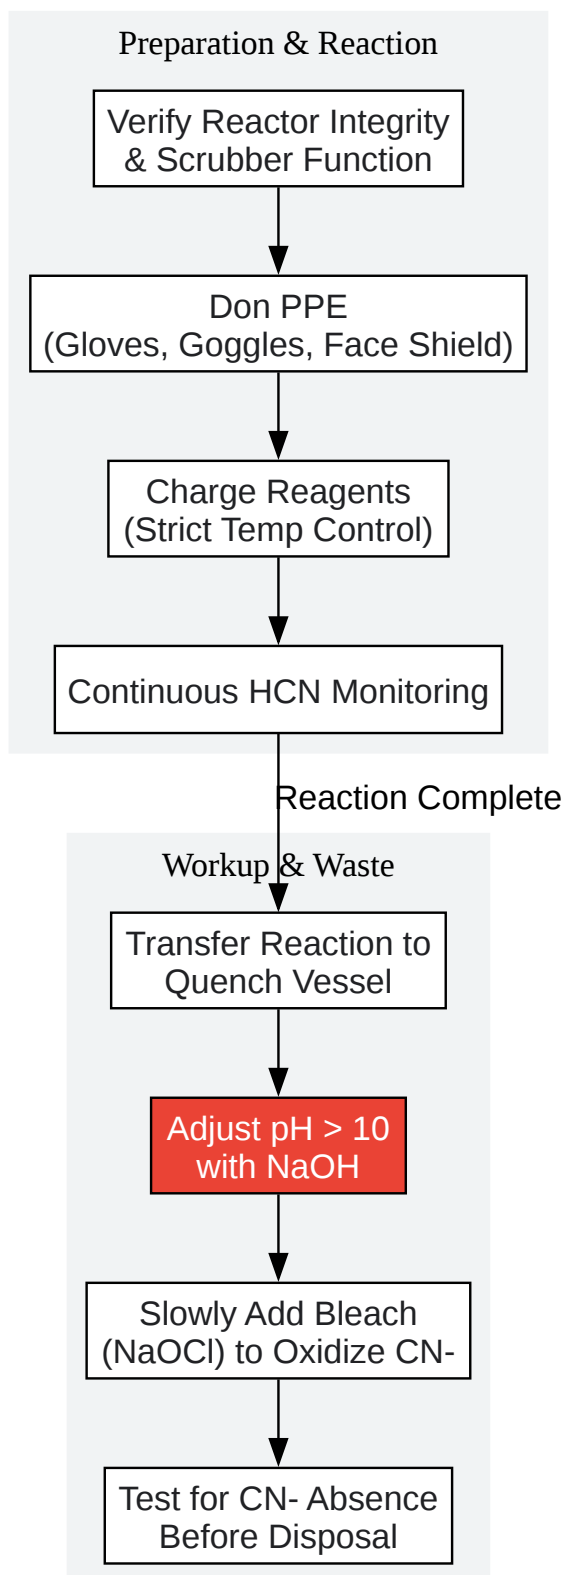 Preparation & Reaction
Verify Reactor Integrity
& Scrubber Function
Don PPE
(Gloves, Goggles, Face Shield)
Charge Reagents
(Strict Temp Control)
Continuous HCN Monitoring
Reaction Complete
Workup & Waste
Transfer Reaction to
Quench Vessel
Adjust pH > 10
with NaOH
Slowly Add Bleach
(NaOCl) to Oxidize CN-
Test for CN- Absence
Before Disposal